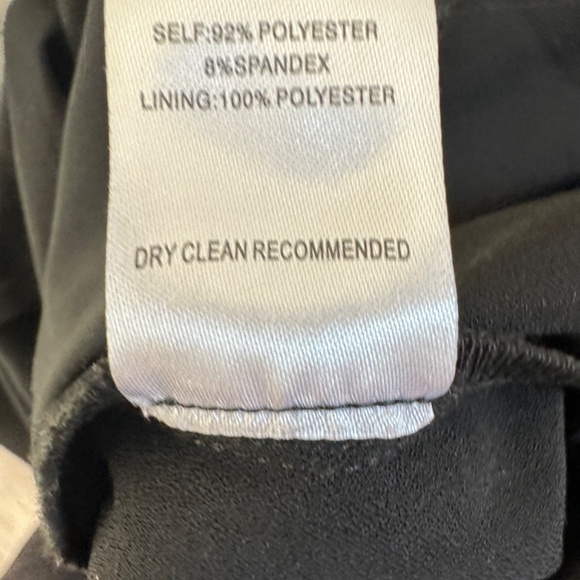 SELF:92% POLYESTER
8%SPANDEX
LINING:100% POLYESTER
DRY CLEAN RECOMMENDED